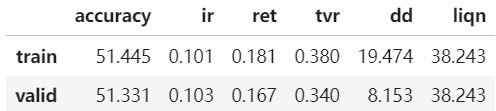 accuracy ir ret tvr dd liqn
train 51.445 0.101 0.181 0.380 19.474 38.243
valid 51.331 0.103 0.167 0.340 8.153 38.243